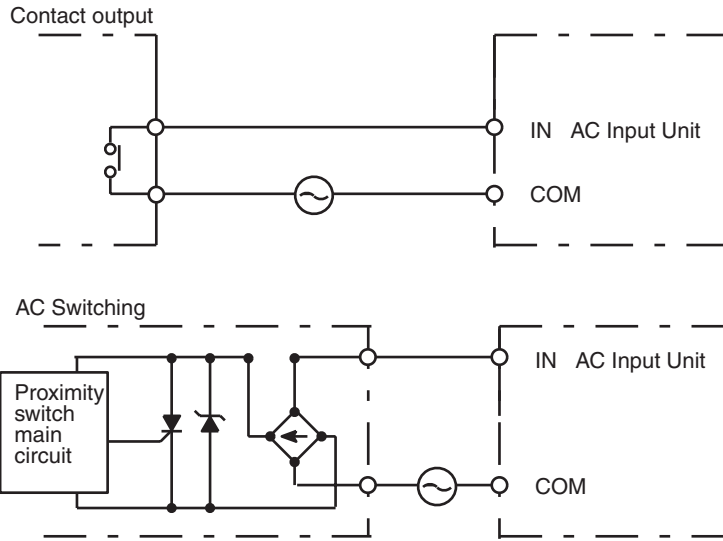 Contact output
IN AC Input Unit
COM
AC Switching
IN AC Input Unit
Proximity
switch
main
circuit
COM